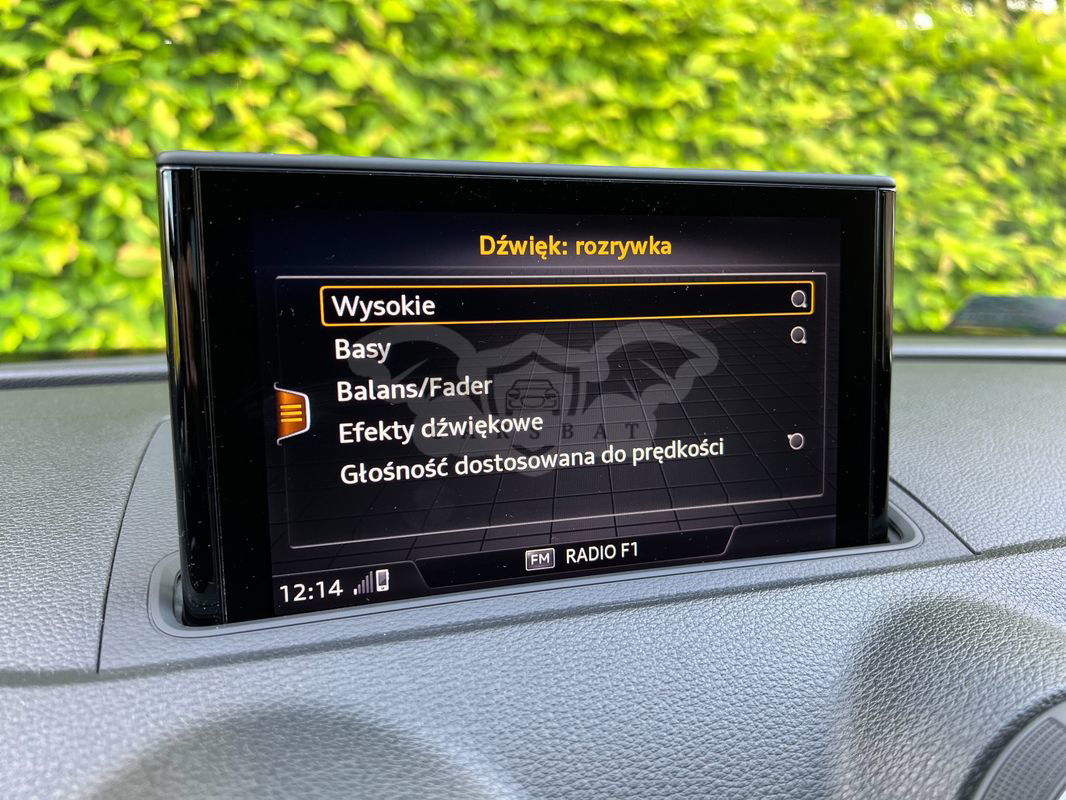 Dźwięk: rozrywka
Wysokie
Basy
Balans/Fader
Efekty dźwiękowe
Głośność dostosowana do prędkości
FM RADIO F1
12:14